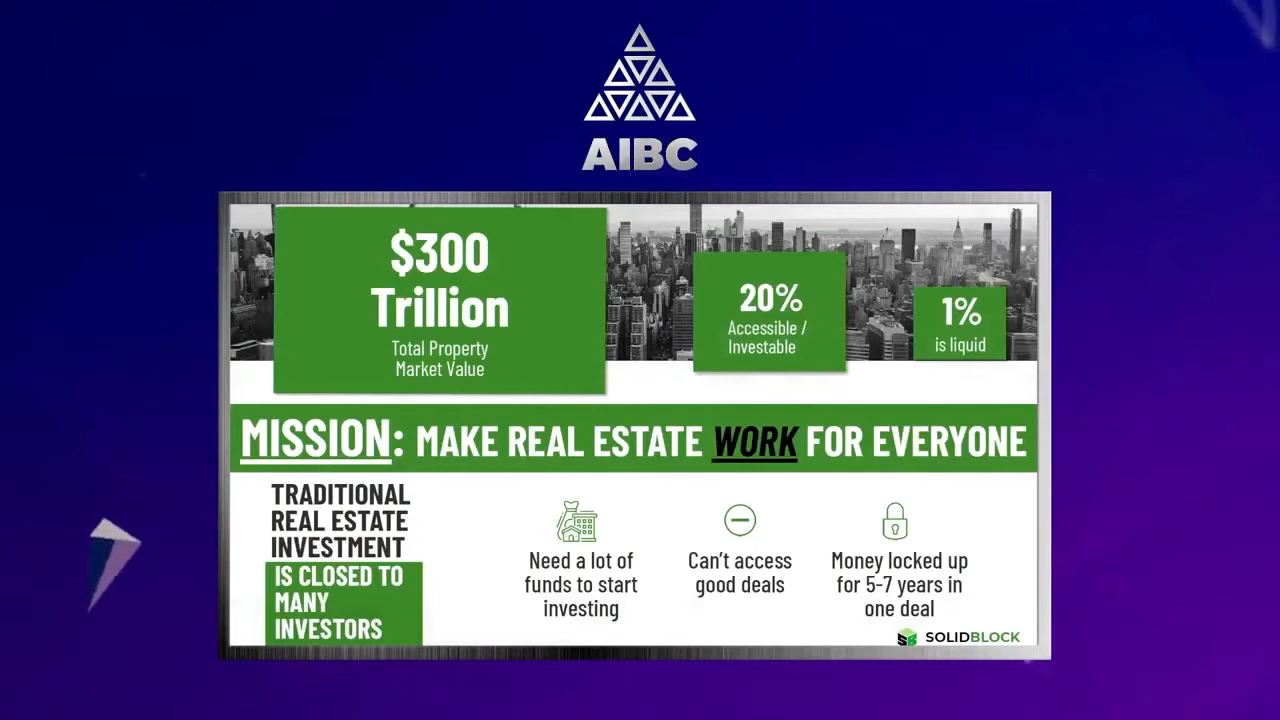 AIBC
$300
Trillion
Total Property
Market Value
20%
Accessible /
Investable
1%
is liquid
MISSION: MAKE REAL ESTATE WORK FOR EVERYONE
TRADITIONAL
REAL ESTATE
INVESTMENT
IS CLOSED TO
MANY
INVESTORS
Need a lot of
funds to start
investing
Can't access
good deals
Money locked up
for 5-7 years in
one deal
SOLIDBLOCK